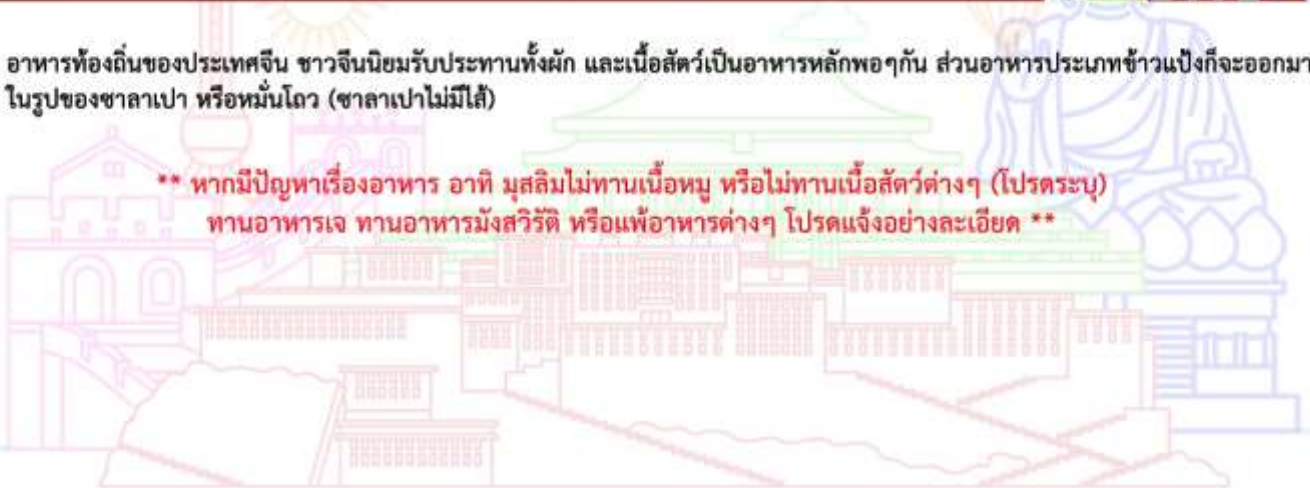 อาหารท้องถิ่นของประเทศจีน ชาวจีนนิยมรับประทานทั้งผัก และเนื้อสัตว์เป็นอาหารหลักพอๆกัน ส่วนอาหารประเภทข้าวแป้งก็จะออกมา
ในรูปของซาลาเปา หรือหมั่นโถว (ซาลาเปาไม่มีไส้)
** หากมีปัญหาเรื่องอาหาร อาทิ มุสลิมไม่ทานเนื้อหมู หรือไม่ทานเนื้อสัตว์ต่างๆ (โปรดระบุ)
ทานอาหารเจ ทานอาหารมังสวิรัติ หรือแพ้อาหารต่างๆ โปรดแจ้งอย่างละเอียด **